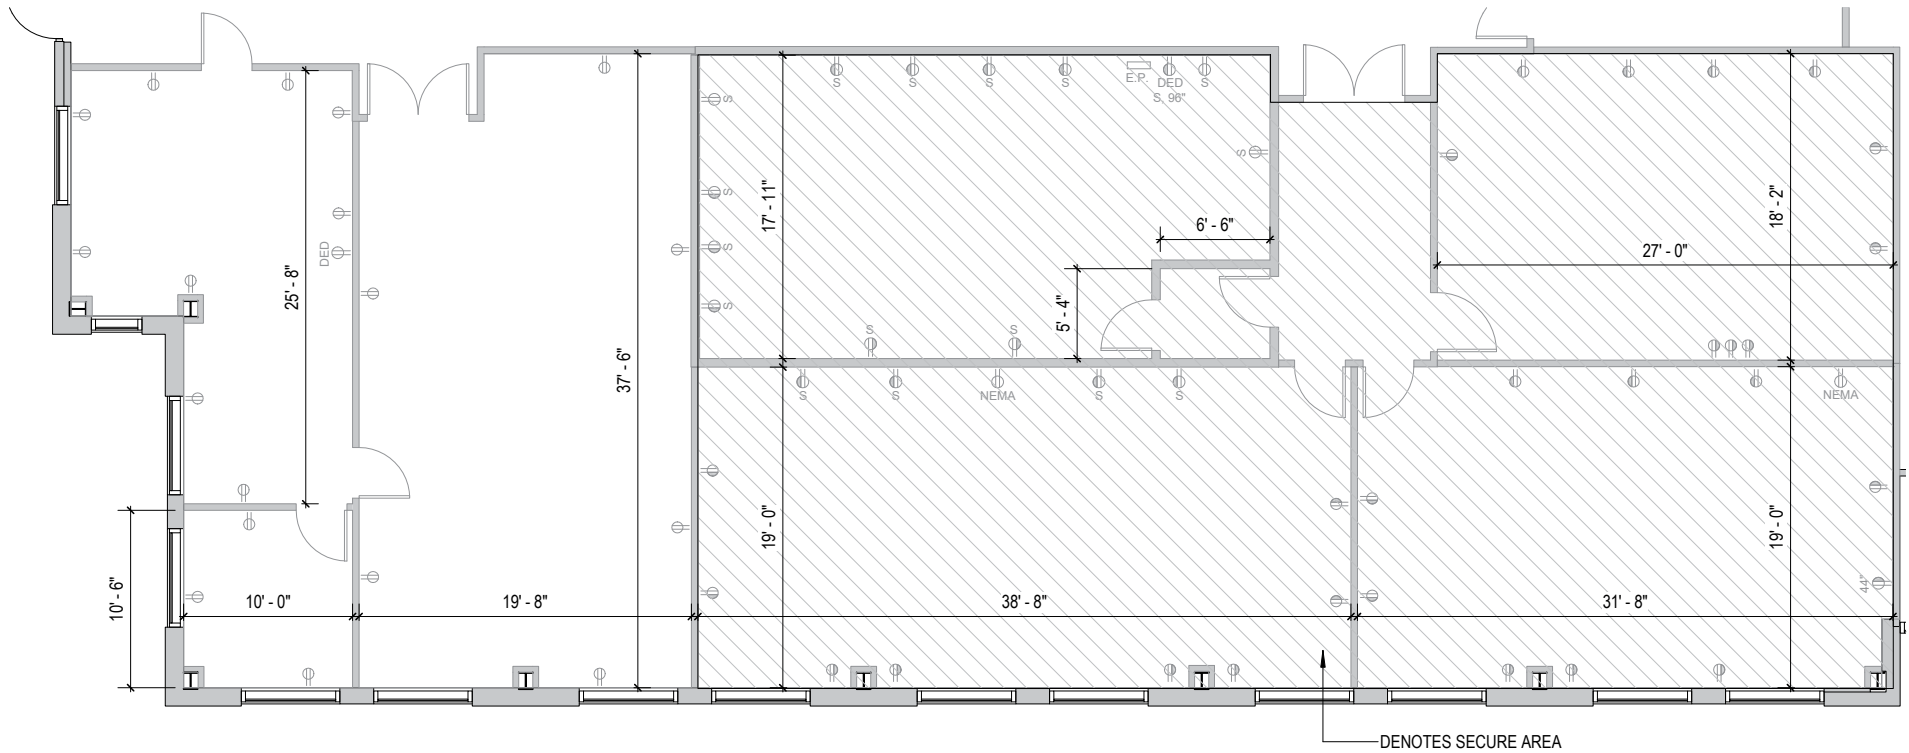 S
S
S
S
E.P.
DED
S, 96"
S
S
S
S
S
S
DED
S
S
17' - 11"
6' - 6"
5' - 4"
18' - 2"
27' - 0"
25' - 8"
37' - 6"
S
S
NEMA
S
S
NEMA
19' - 0"
19' - 0"
44"
10' - 6"
10' - 0"
19' - 8"
38' - 8"
31' - 8"
DENOTES SECURE AREA